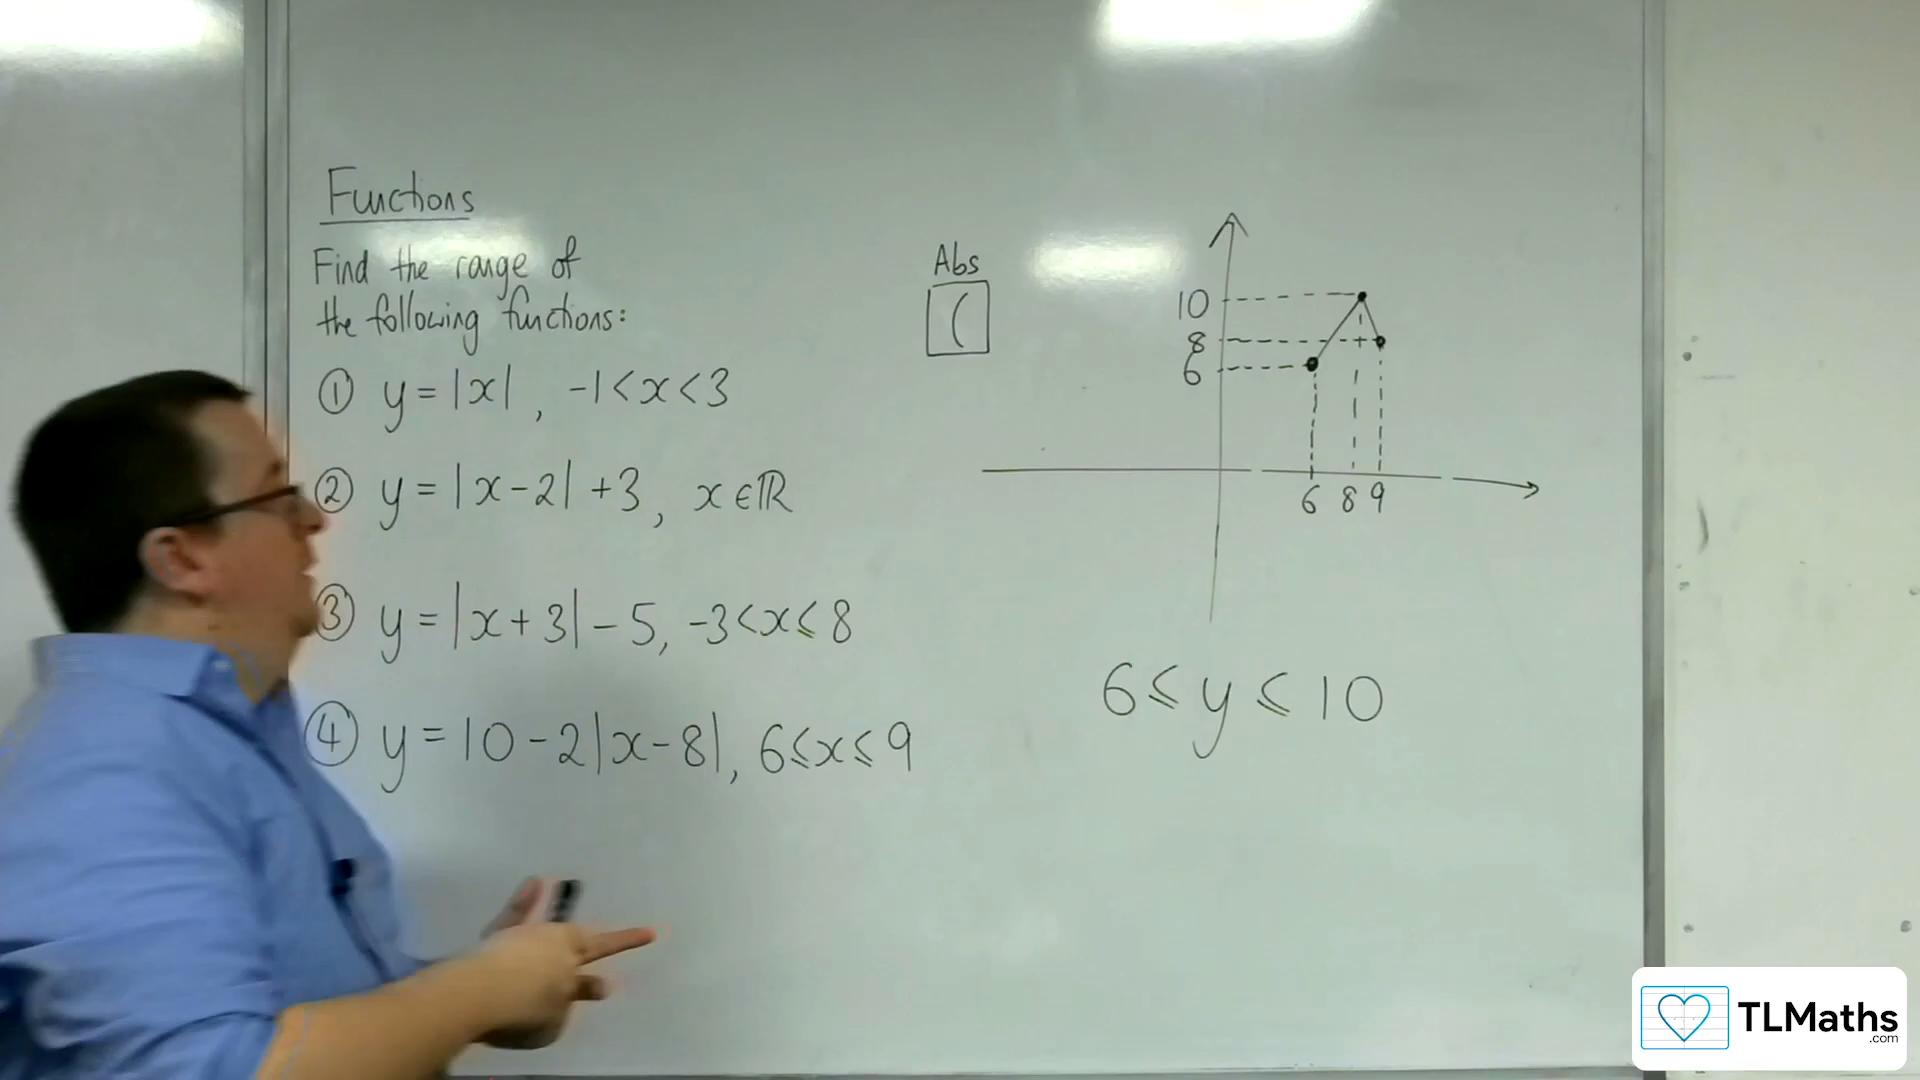 Functions
Find the range of
the following functions:
① y = |x| , -1 < x < 3
② y = |x - 2| + 3 , x ∈ ℝ
③ y = |x + 3| - 5, -3 < x ≤ 8
④ y = 10 - 2|x - 8|, 6 ≤ x ≤ 9
Abs
(
10
8
6
6 8 9
6 ≤ y ≤ 10
TLMaths
.com